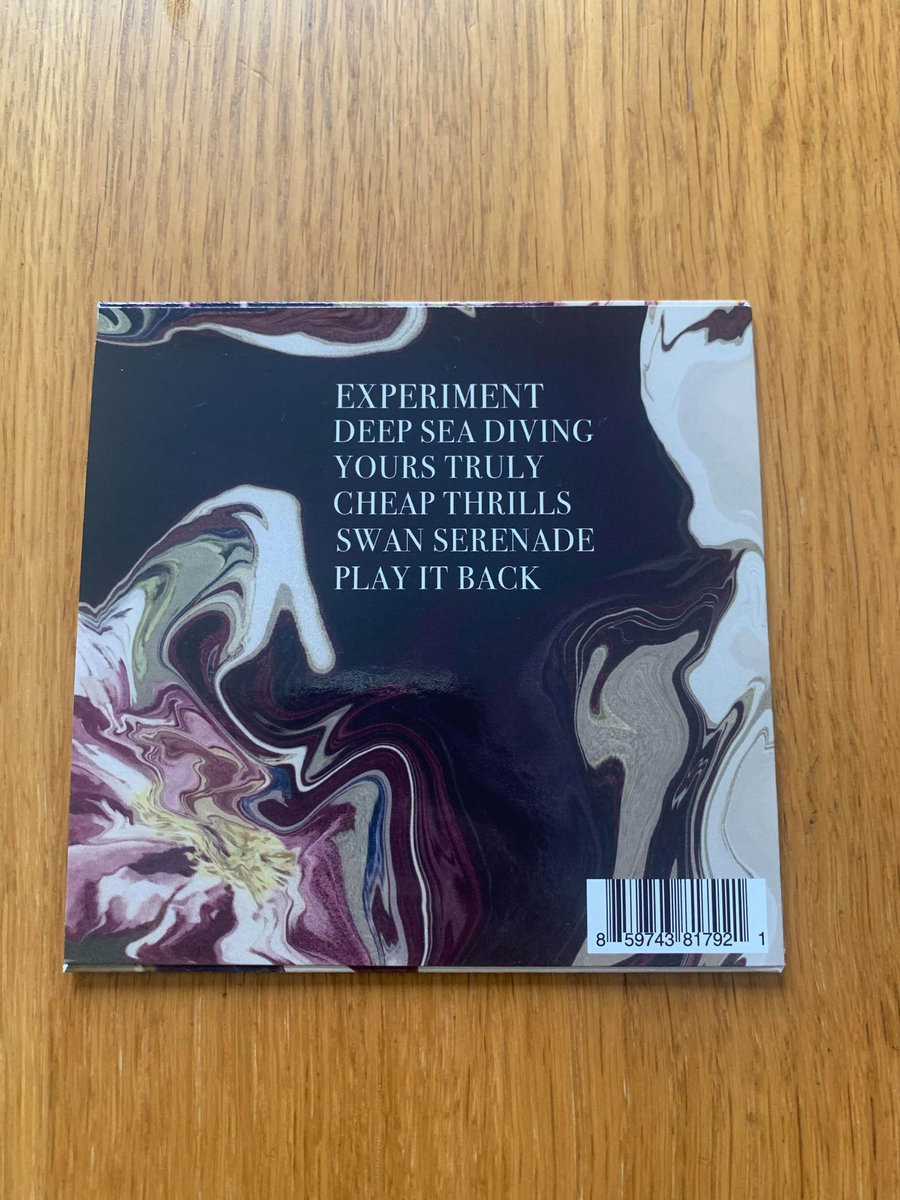 EXPERIMENT
DEEP SEA DIVING
YOURS TRULY
CHEAP THRILLS
SWAN SERENADE
PLAY IT BACK
8 59743 81792 1